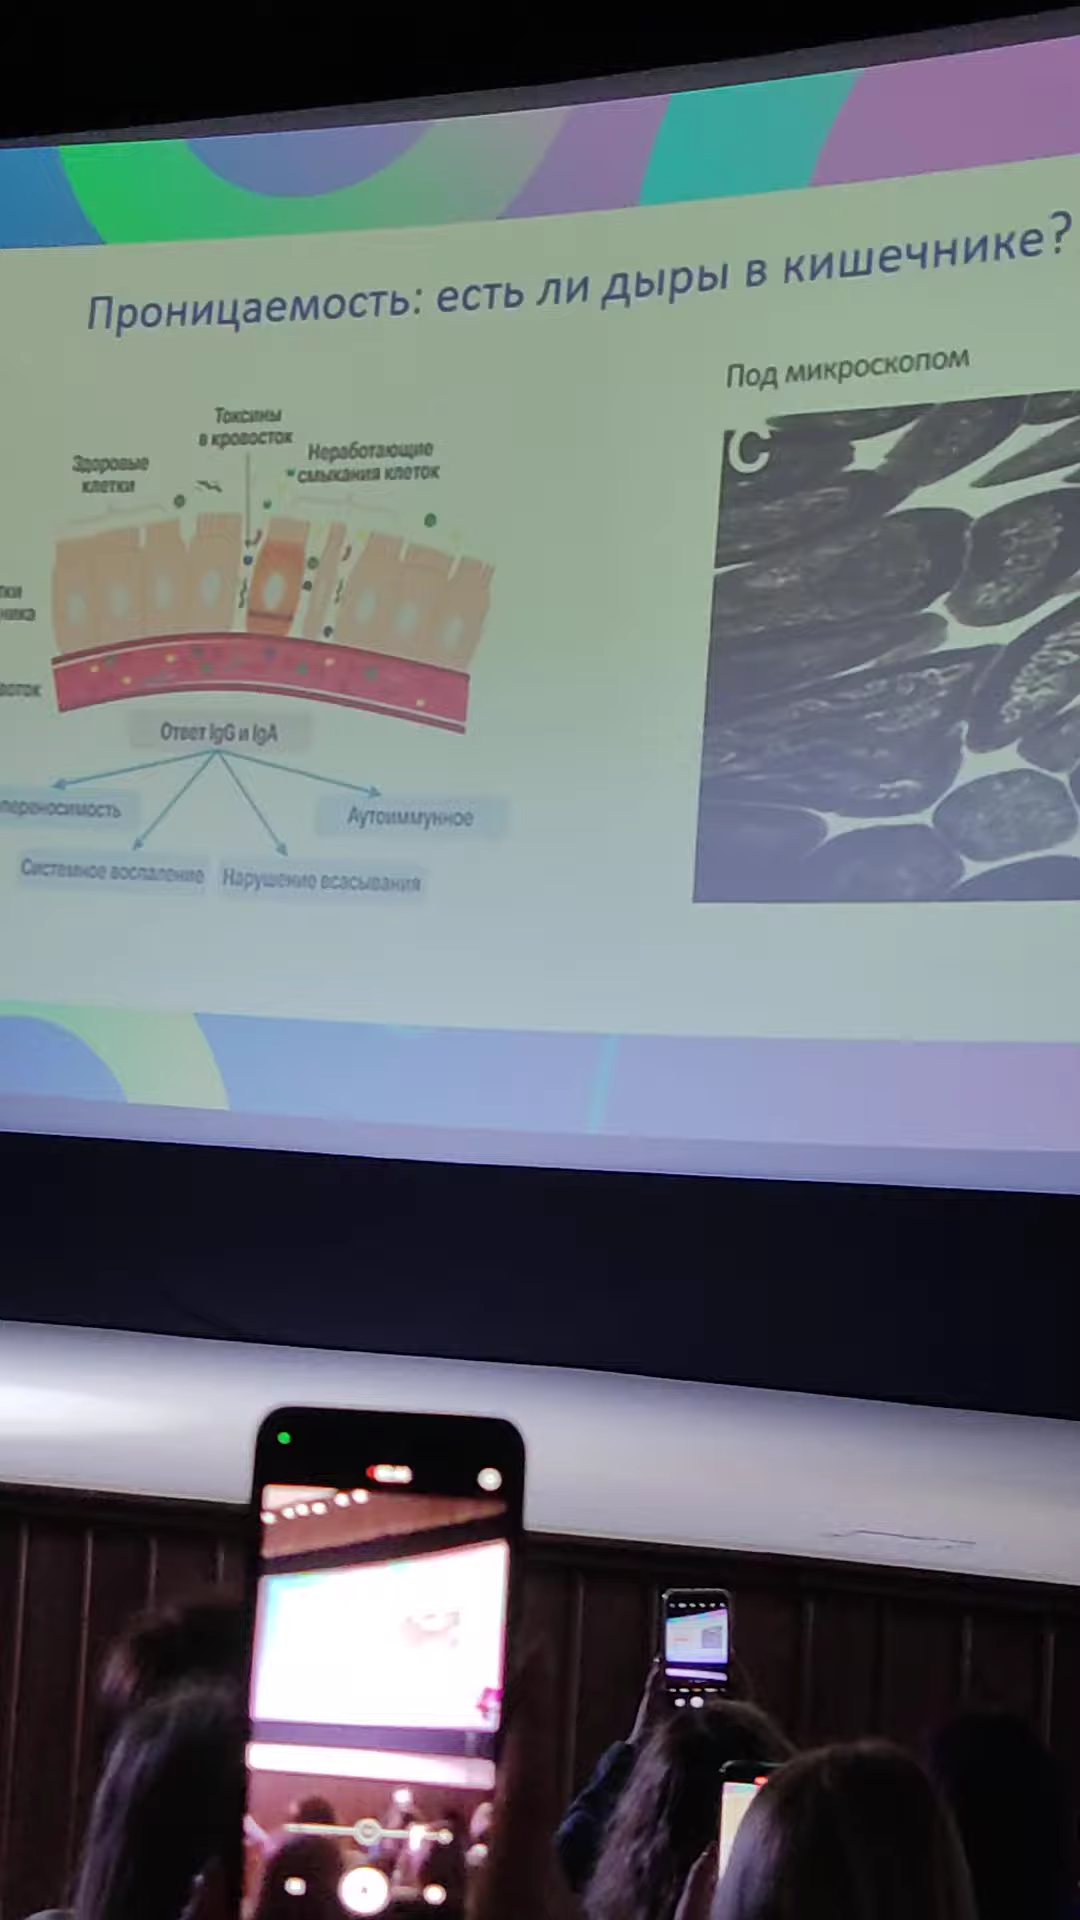 Проницаемость: есть ли дыры в кишечнике?
Под микроскопом
C
Токсины
в кровосток
Здоровые
клетки
Неработающие
смыкания клеток
Ответ IgG и IgA
Аутоиммунное
Системное воспаление
Нарушение всасывания